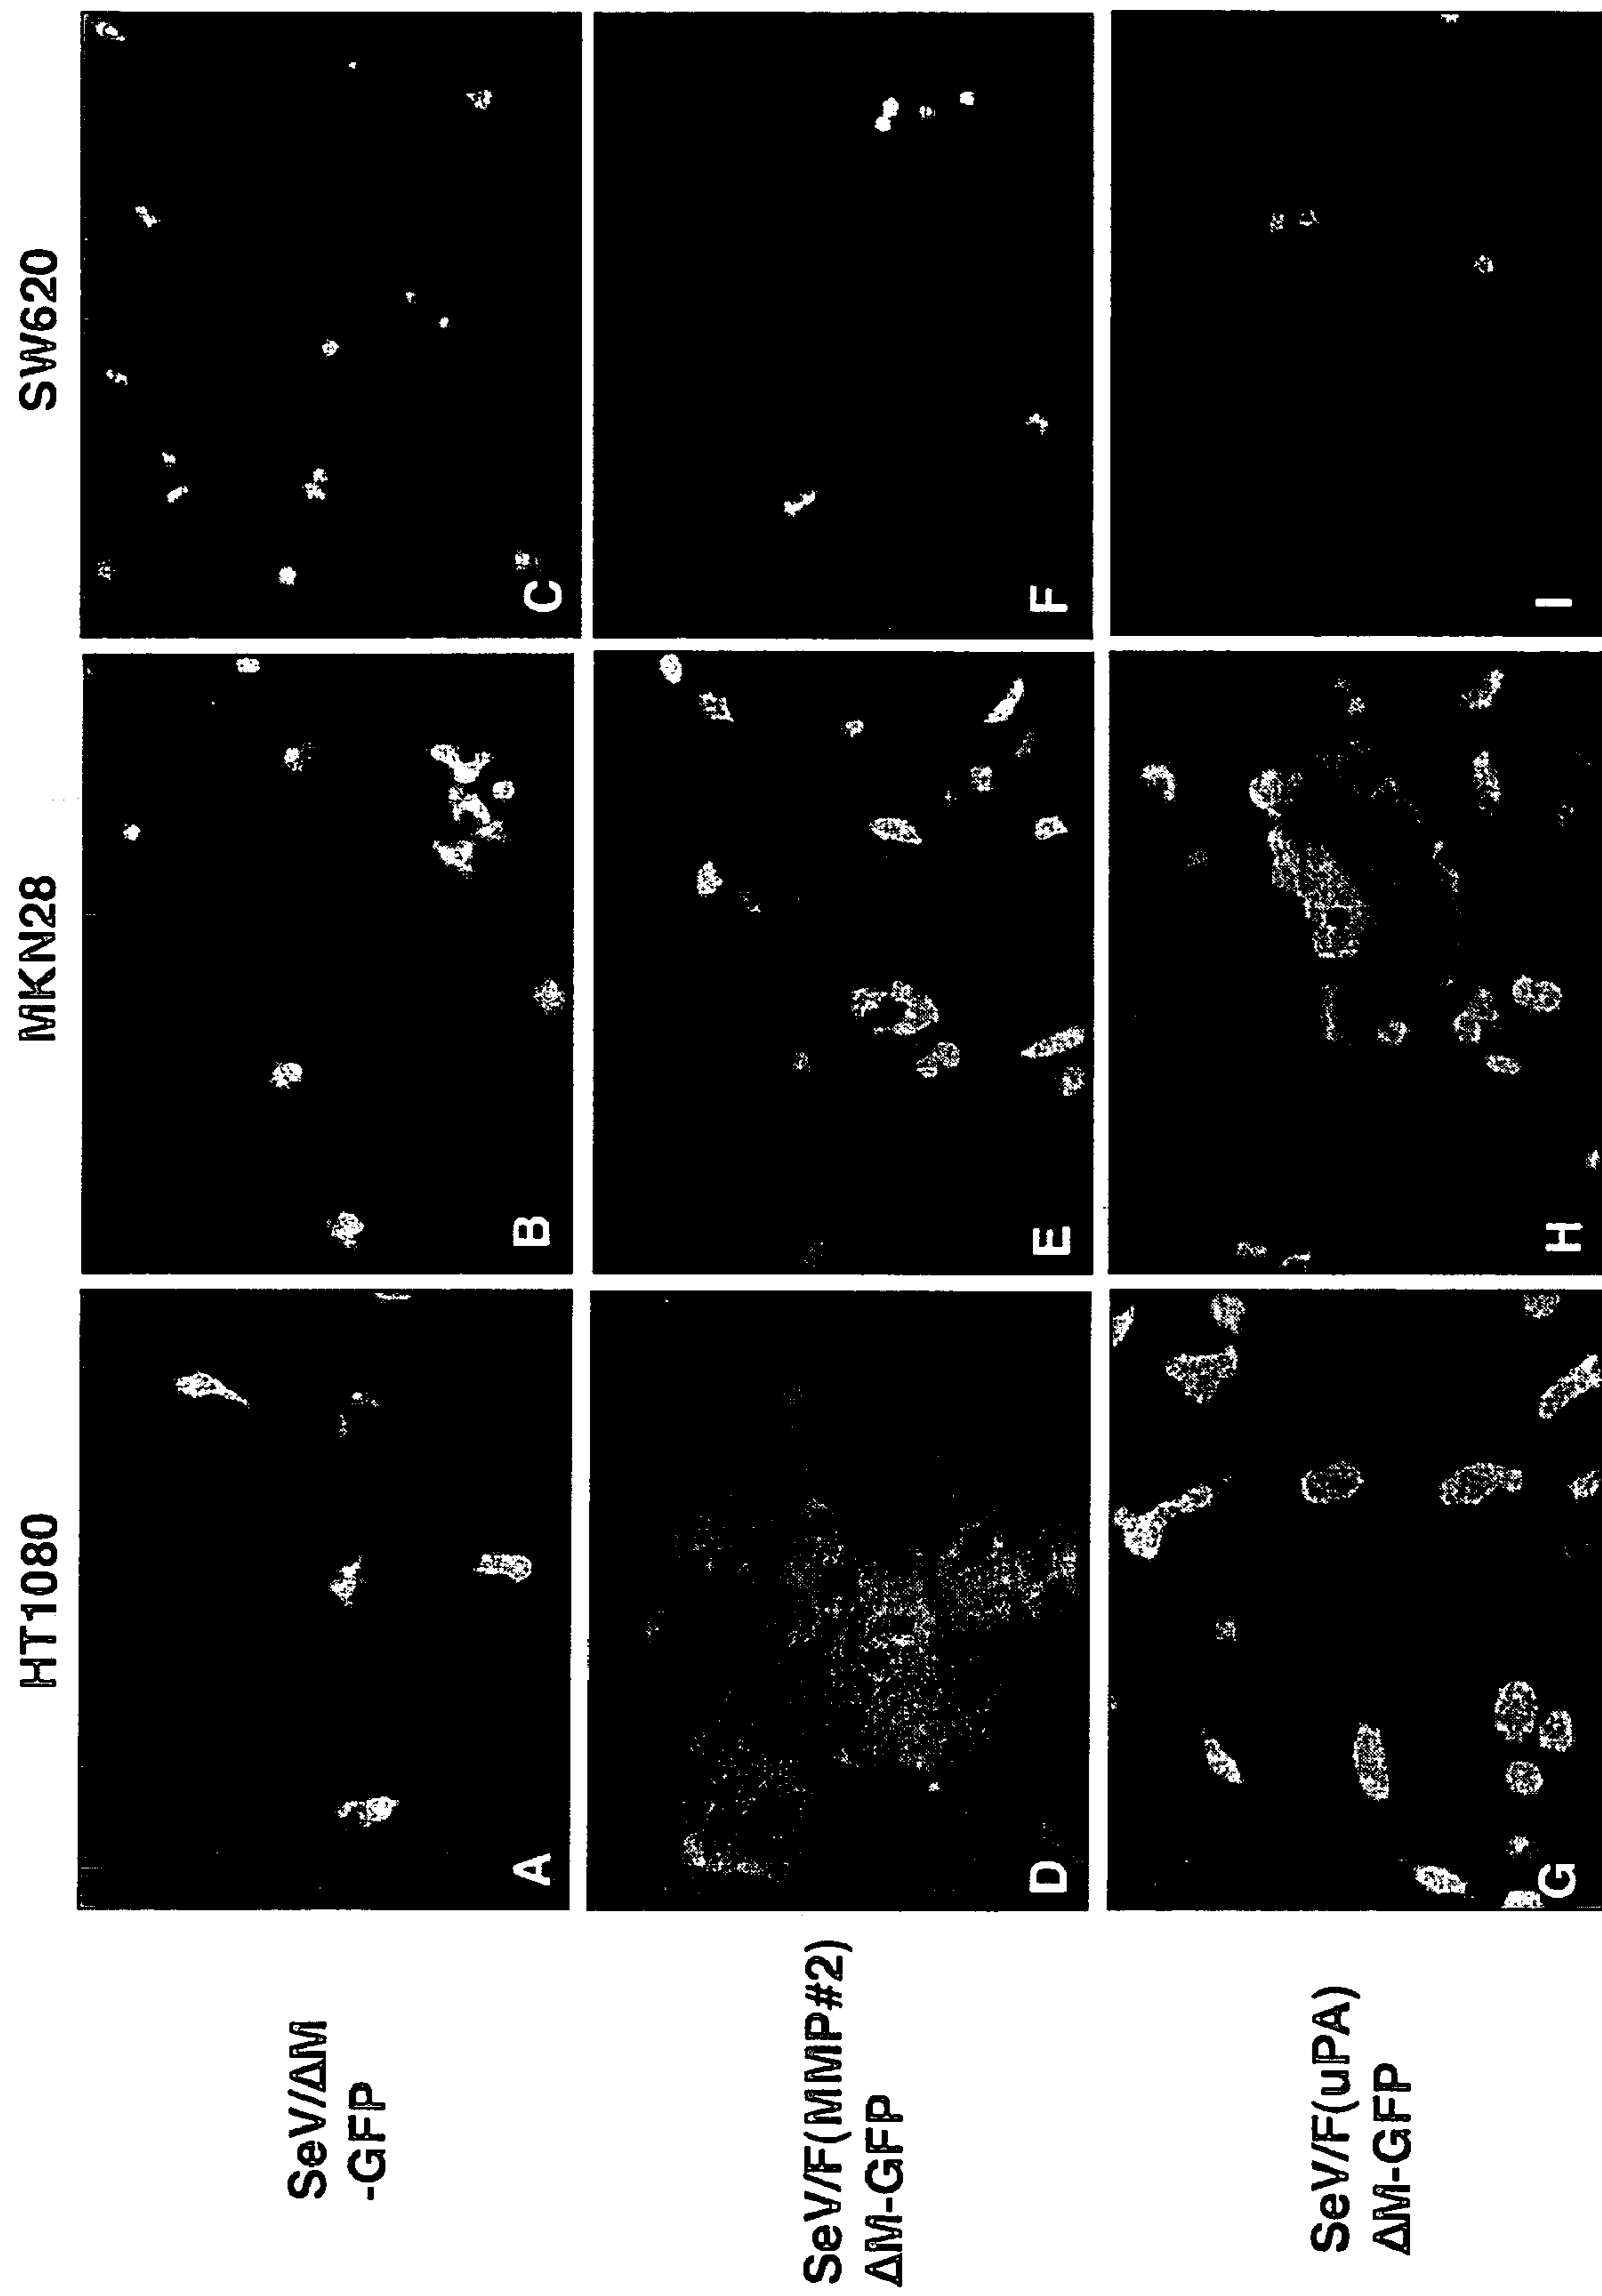 HT1080
MKN28
SW620
SeV/ΔM
-GFP
A
B
C
SeV/F(MMP#2)
ΔM-GFP
D
E
F
SeV/F(uPA)
ΔM-GFP
G
H
I